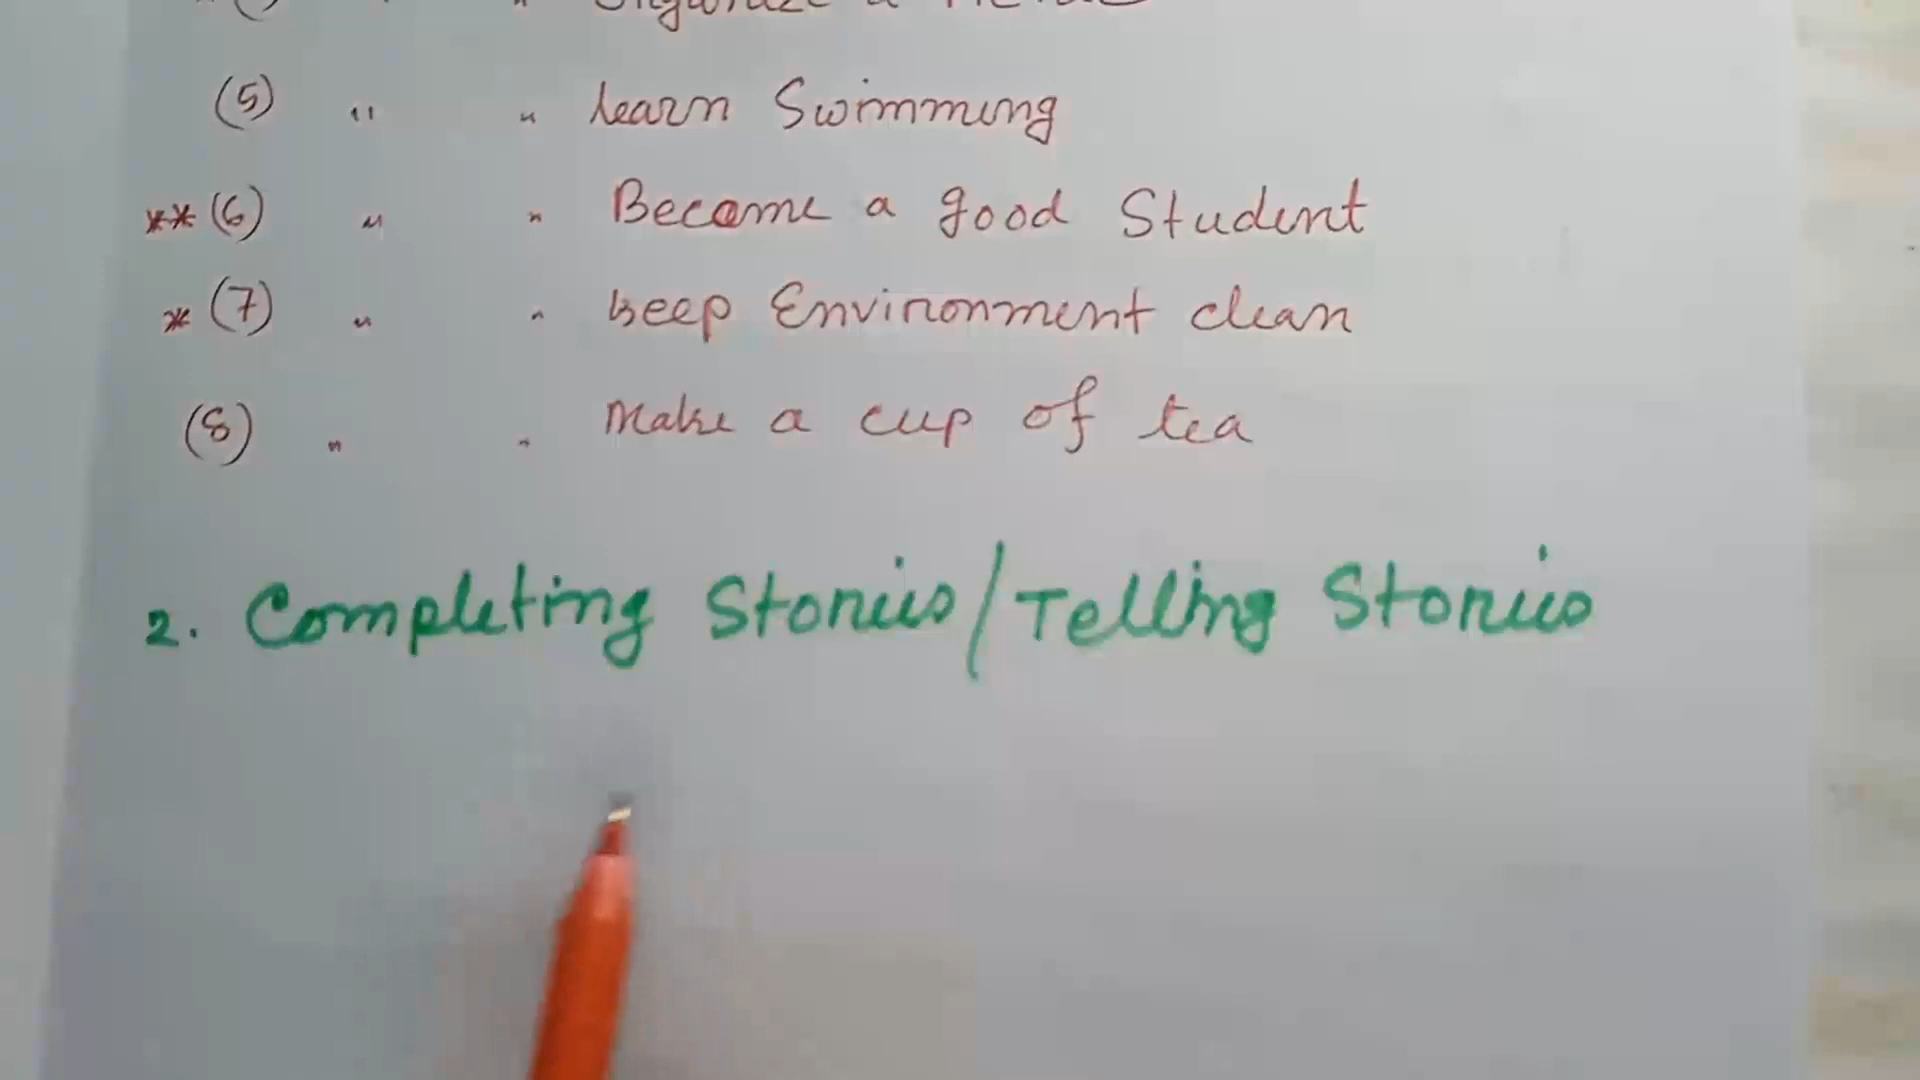 (5) " " learn Swimming
** (6) " " Become a good Student
* (7) " " keep Environment clean
(8) " " Make a cup of tea
2. Completing Stories/Telling Stories